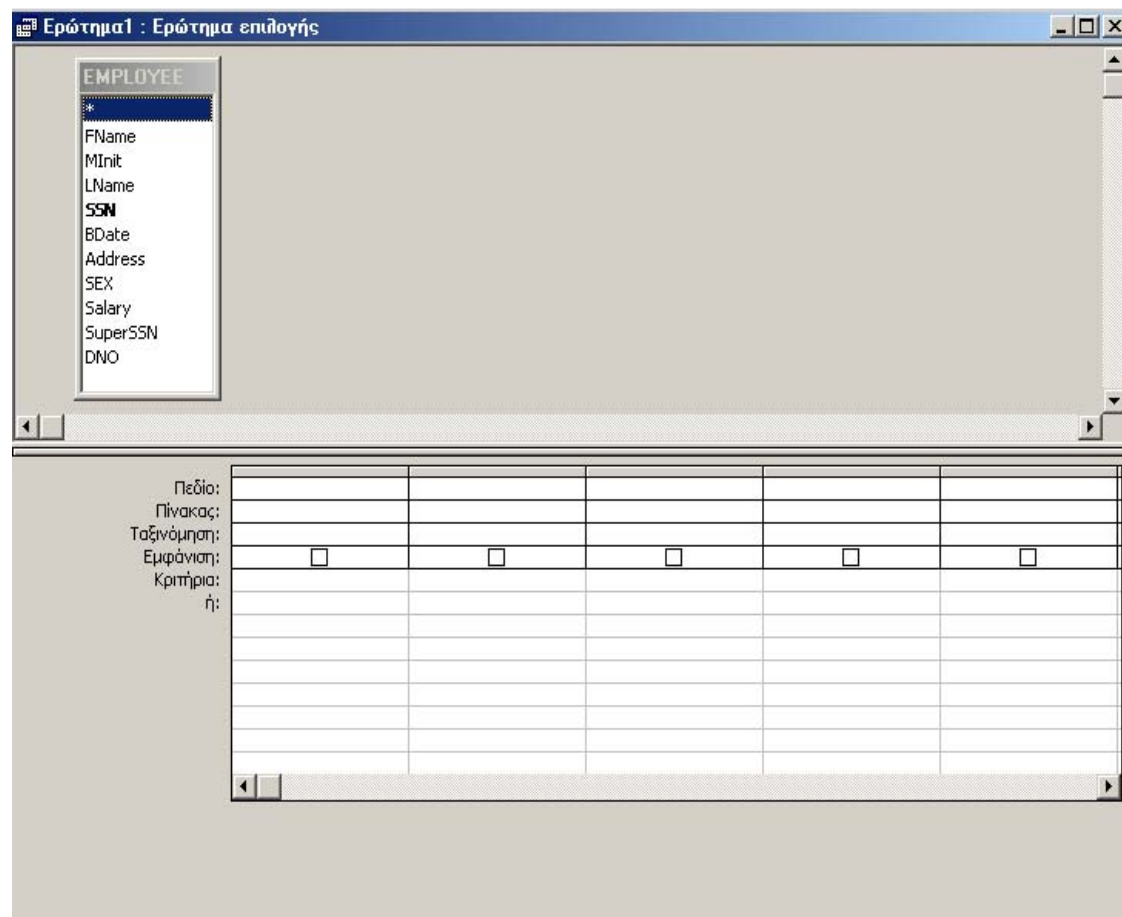 Ερώτημα1 : Ερώτημα επιλογής
EMPLOYEE
*
FName
MInit
LName
SSN
BDate
Address
SEX
Salary
SuperSSN
DNO
Πεδίο:
Πίνακας:
Ταξινόμηση:
Εμφάνιση:
Κριτήρια:
ή: